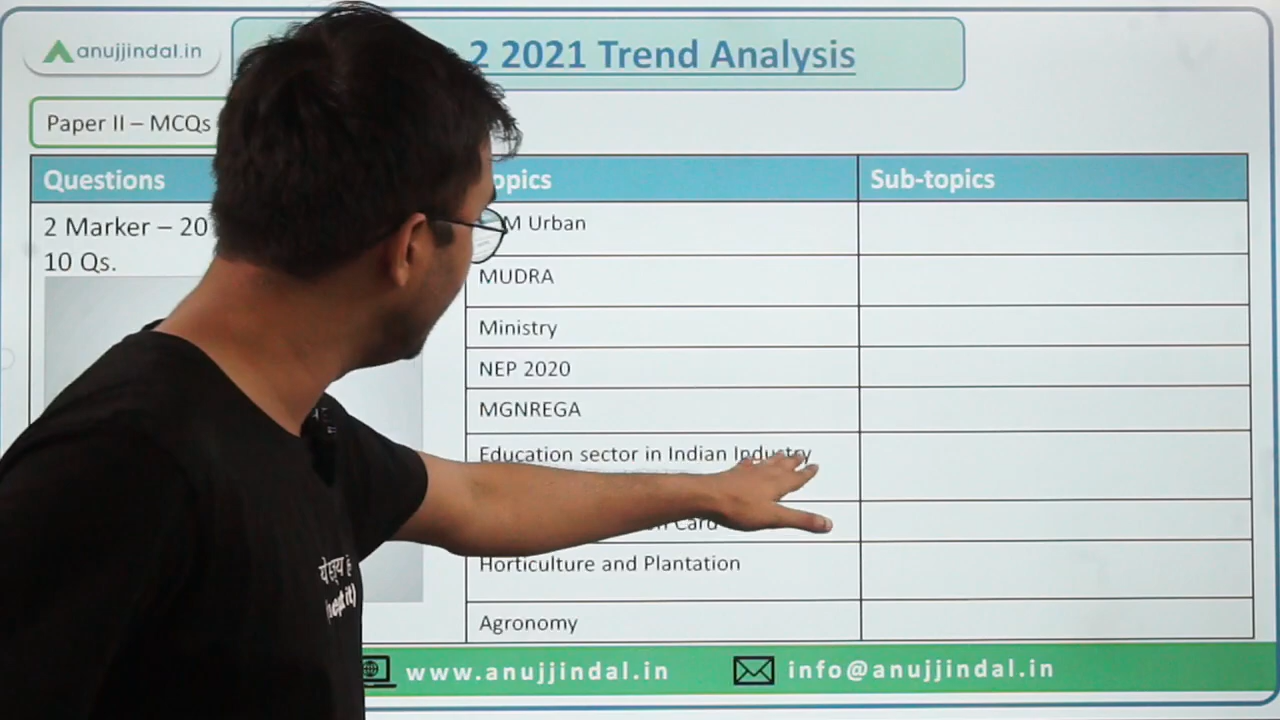 anujjindal.in
2 2021 Trend Analysis
Paper II – MCQs
Questions
opics
Sub-topics
2 Marker – 20
10 Qs.
M Urban
MUDRA
Ministry
NEP 2020
MGNREGA
Education sector in Indian Industry
Card
Horticulture and Plantation
Agronomy
www.anujjindal.in
info@anujjindal.in